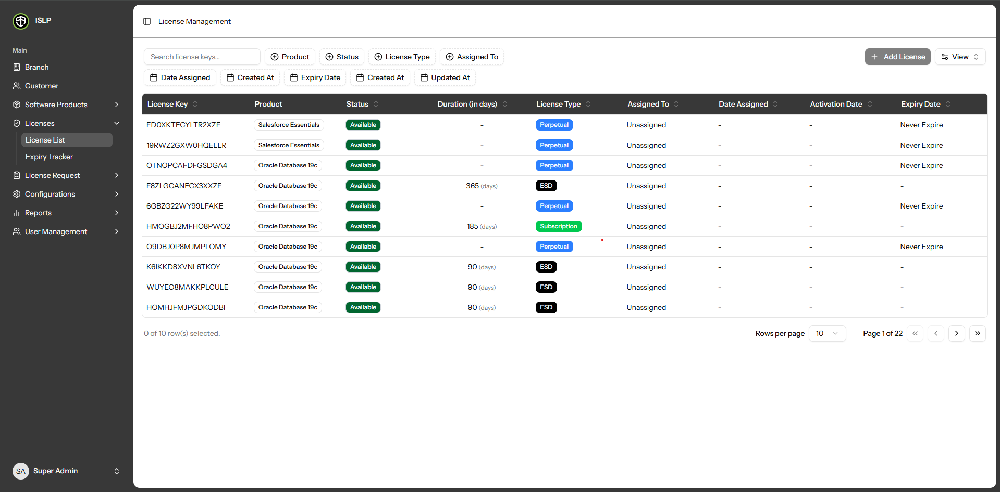 ISLP
License Management
Main
Branch
Customer
Software Products
Licenses
License List
Expiry Tracker
License Request
Configurations
Reports
User Management
SA Super Admin
Search license keys... Product Status License Type Assigned To Add License View
Date Assigned Created At Expiry Date Created At Updated At
License Key Product Status Duration (in days) License Type Assigned To Date Assigned Activation Date Expiry Date
FD0XKTECYLTR2XZF Salesforce Essentials Available - Perpetual Unassigned - - Never Expire
19RWZ2GXW0HQELLR Salesforce Essentials Available - Perpetual Unassigned - - Never Expire
OTNOPCAFDFGSDGA4 Oracle Database 19c Available - Perpetual Unassigned - - Never Expire
F8ZLGCANECX3XXZF Oracle Database 19c Available 365 (days) ESD Unassigned - - -
6GBZG22WY99LFAKE Oracle Database 19c Available - Perpetual Unassigned - - Never Expire
HMOGBJ2MFHO8PWO2 Oracle Database 19c Available 185 (days) Subscription Unassigned - - -
O9DBJ0P8MJMPLQMY Oracle Database 19c Available - Perpetual Unassigned - - Never Expire
K6IKKD8XVNL6TKOY Oracle Database 19c Available 90 (days) ESD Unassigned - - -
WUYEO8MAKKPLCULE Oracle Database 19c Available 90 (days) ESD Unassigned - - -
HOMHJFMJPGDKODBI Oracle Database 19c Available 90 (days) ESD Unassigned - - -
0 of 10 row(s) selected. Rows per page 10 Page 1 of 22